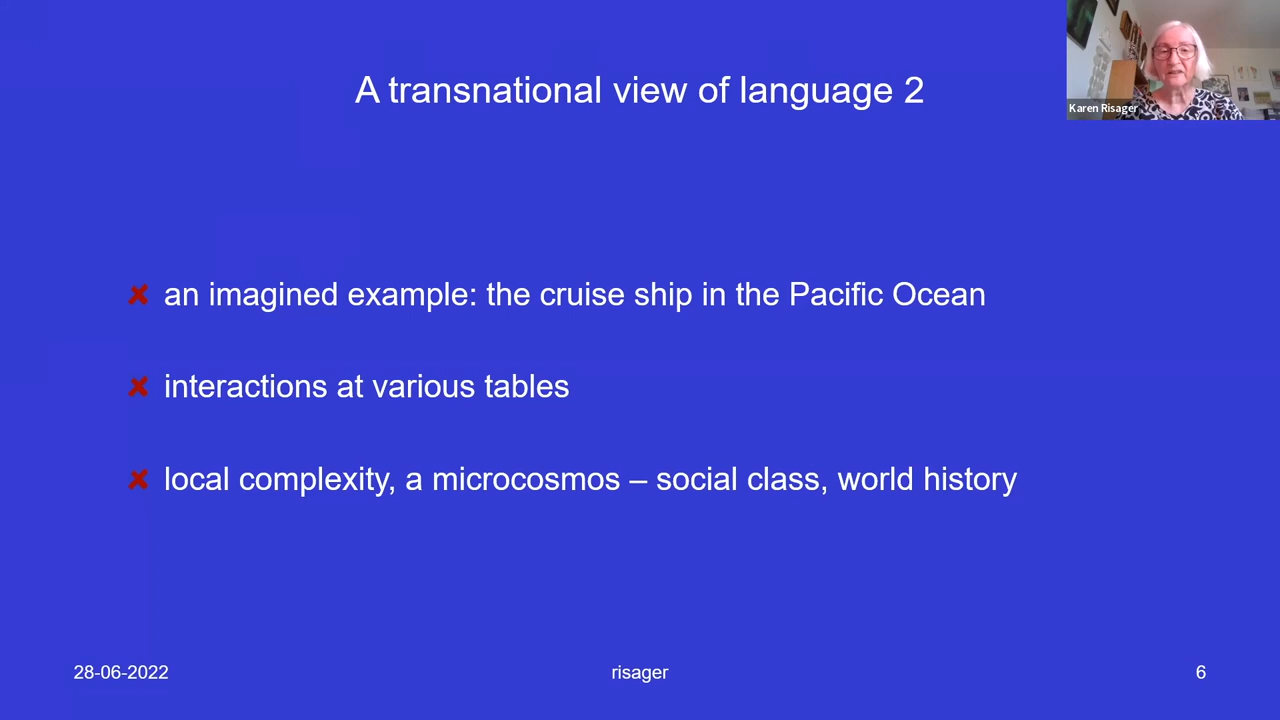 A transnational view of language 2
Karen Risager
an imagined example: the cruise ship in the Pacific Ocean
interactions at various tables
local complexity, a microcosmos – social class, world history
28-06-2022
risager
6